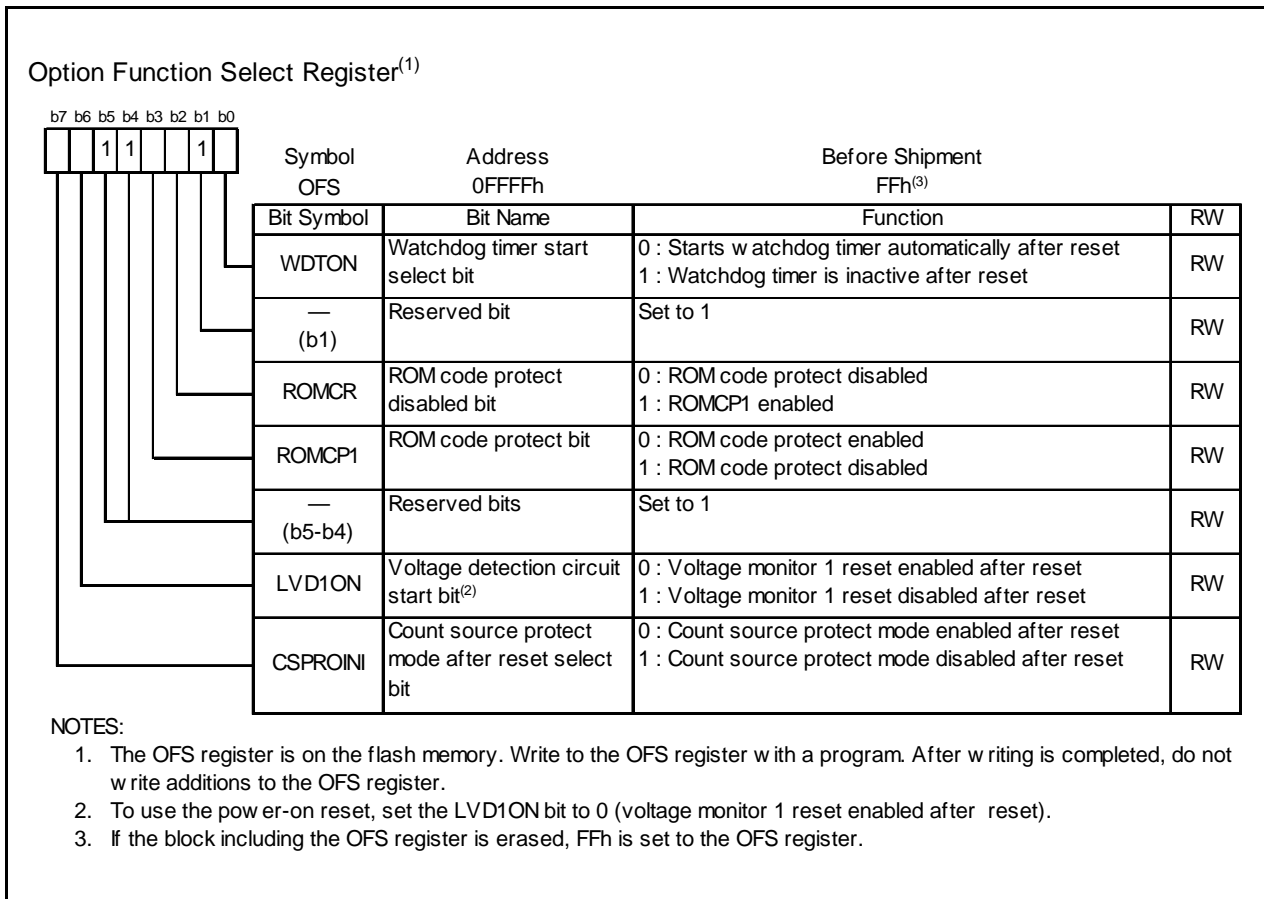 Option Function Select Register(1)
b7 b6 b5 b4 b3 b2 b1 b0
1 1 1
Symbol Address Before Shipment
OFS 0FFFFh FFh(3)
Bit Symbol Bit Name Function RW
WDTON Watchdog timer start select bit 0 : Starts watchdog timer automatically after reset RW
1 : Watchdog timer is inactive after reset
— (b1) Reserved bit Set to 1 RW
ROMCR ROM code protect disabled bit 0 : ROM code protect disabled RW
1 : ROMCP1 enabled
ROMCP1 ROM code protect bit 0 : ROM code protect enabled RW
1 : ROM code protect disabled
— (b5-b4) Reserved bits Set to 1 RW
LVD1ON Voltage detection circuit start bit(2) 0 : Voltage monitor 1 reset enabled after reset RW
1 : Voltage monitor 1 reset disabled after reset
CSPROINI Count source protect mode after reset select bit 0 : Count source protect mode enabled after reset RW
1 : Count source protect mode disabled after reset
NOTES:
1. The OFS register is on the flash memory. Write to the OFS register with a program. After writing is completed, do not
write additions to the OFS register.
2. To use the power-on reset, set the LVD1ON bit to 0 (voltage monitor 1 reset enabled after reset).
3. If the block including the OFS register is erased, FFh is set to the OFS register.